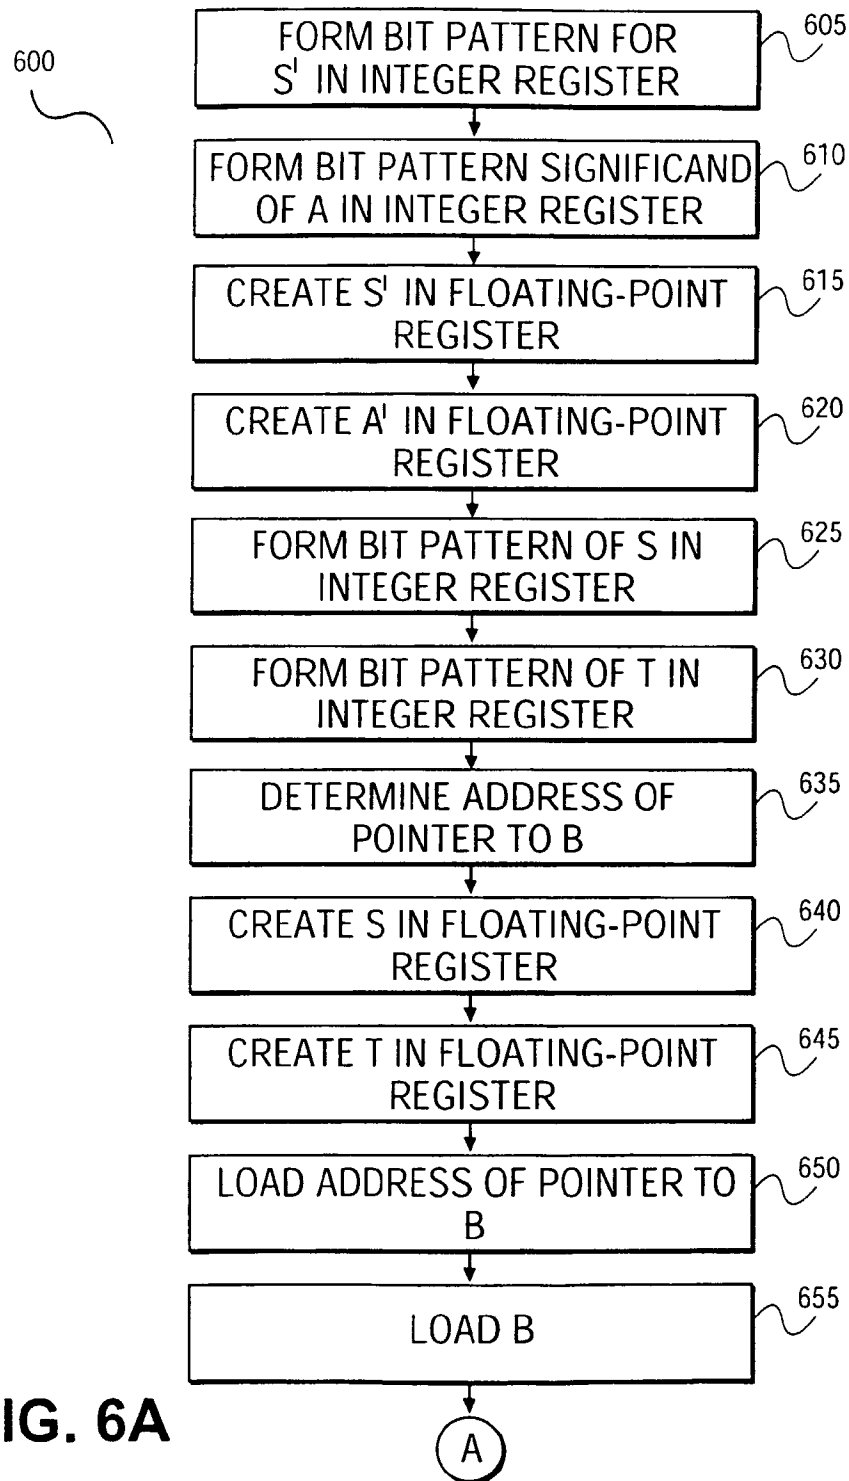 600
FORM BIT PATTERN FOR
S' IN INTEGER REGISTER
605
FORM BIT PATTERN SIGNIFICAND
OF A IN INTEGER REGISTER
610
CREATE S' IN FLOATING-POINT
REGISTER
615
CREATE A' IN FLOATING-POINT
REGISTER
620
FORM BIT PATTERN OF S IN
INTEGER REGISTER
625
FORM BIT PATTERN OF T IN
INTEGER REGISTER
630
DETERMINE ADDRESS OF
POINTER TO B
635
CREATE S IN FLOATING-POINT
REGISTER
640
CREATE T IN FLOATING-POINT
REGISTER
645
LOAD ADDRESS OF POINTER TO
B
650
LOAD B
655
IG. 6A
A